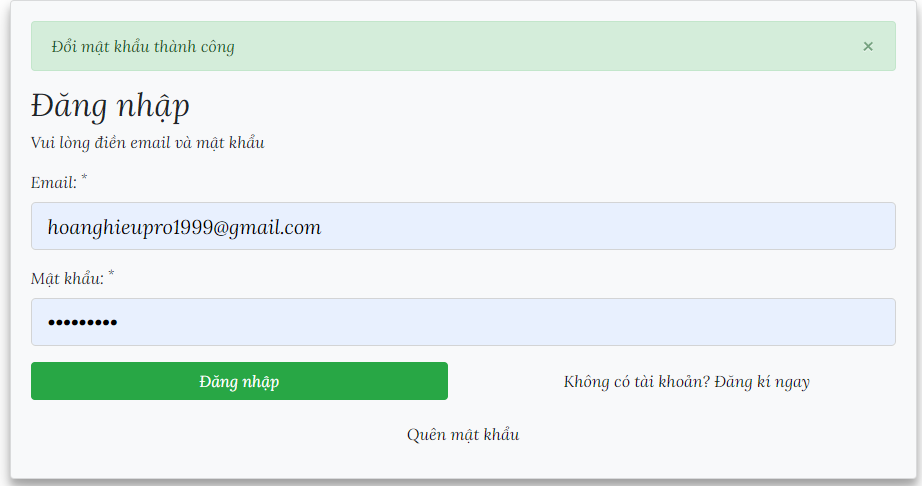 Đổi mật khẩu thành công ×
Đăng nhập
Vui lòng điền email và mật khẩu
Email: *
hoanghieupro1999@gmail.com
Mật khẩu: *
•••••••••
Đăng nhập
Không có tài khoản? Đăng kí ngay
Quên mật khẩu